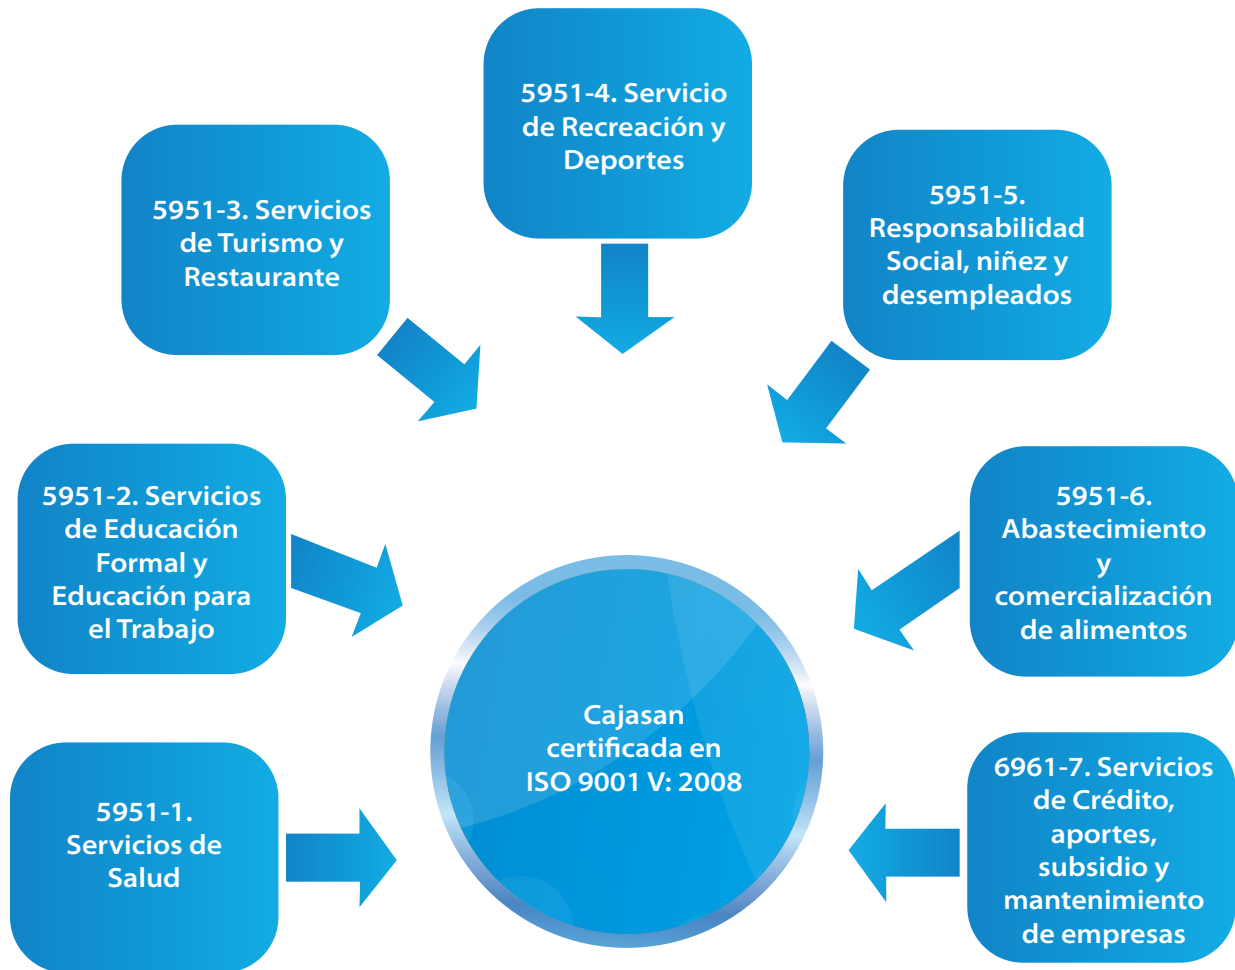 5951-4. Servicio
de Recreación y
Deportes
5951-3. Servicios
de Turismo y
Restaurante
5951-5.
Responsabilidad
Social, niñez y
desempleados
5951-2. Servicios
de Educación
Formal y
Educación para
el Trabajo
5951-6.
Abastecimiento
y
comercialización
de alimentos
Cajasan
certificada en
ISO 9001 V: 2008
5951-1.
Servicios de
Salud
6961-7. Servicios
de Crédito,
aportes,
subsidio y
mantenimiento
de empresas